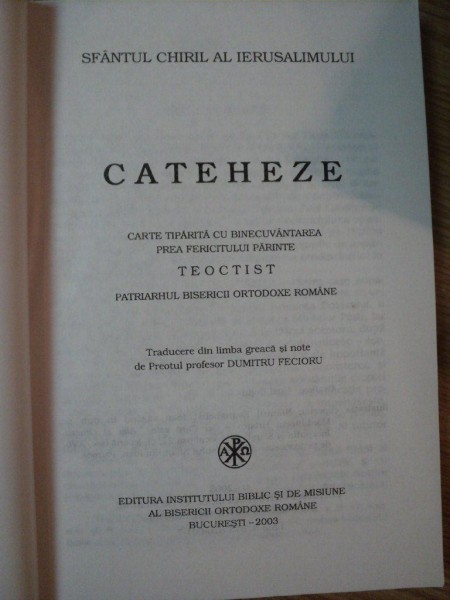 SFÂNTUL CHIRIL AL IERUSALIMULUI
CATEHEZE
CARTE TIPĂRITĂ CU BINECUVÂNTAREA
PREA FERICITULUI PĂRINTE
TEOCTIST
PATRIARHUL BISERICII ORTODOXE ROMÂNE
Traducere din limba greacă și note
de Preotul profesor DUMITRU FECIORU
Α Ρ Ω
EDITURA INSTITUTULUI BIBLIC ȘI DE MISIUNE
AL BISERICII ORTODOXE ROMÂNE
BUCUREȘTI – 2003